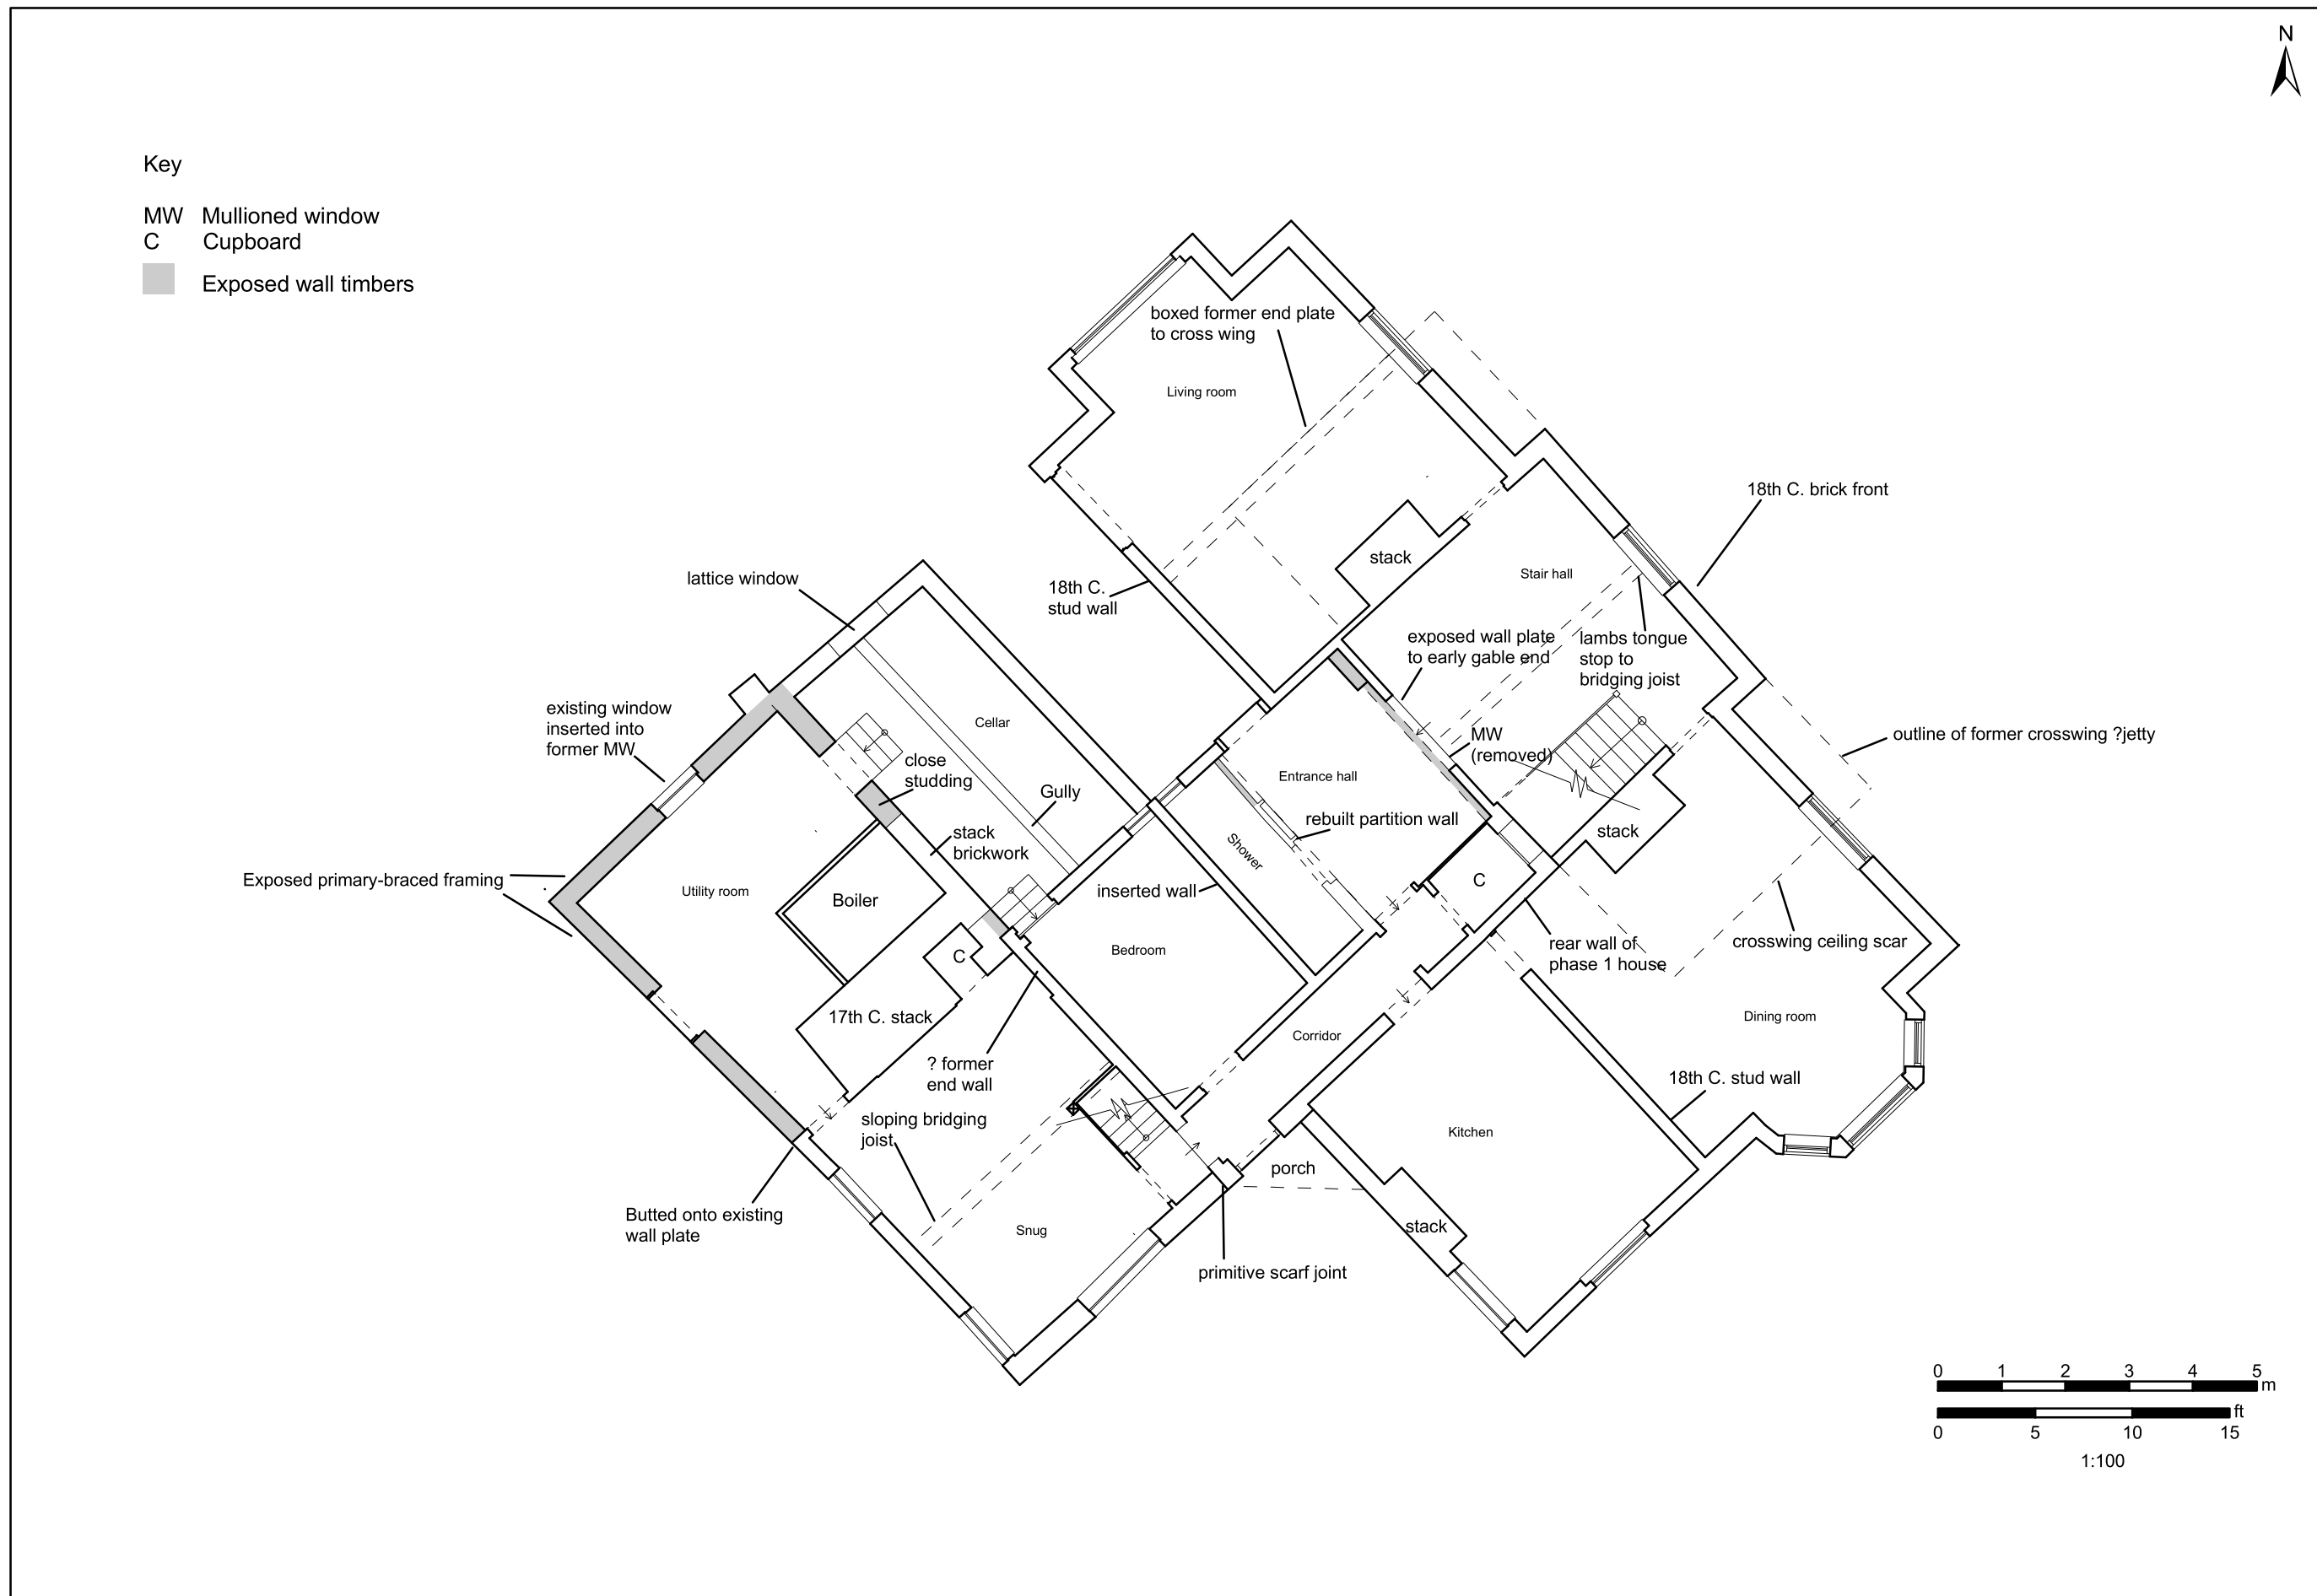 N
Key
MW Mullioned window
C Cupboard
Exposed wall timbers
boxed former end plate
to cross wing
Living room
18th C. brick front
stack
Stair hall
lattice window
18th C.
stud wall
exposed wall plate
to early gable end
lambs tongue
stop to
bridging joist
existing window
inserted into
former MW
Cellar
MW
(removed)
outline of former crosswing ?jetty
close
studding
Entrance hall
Gully
rebuilt partition wall
stack
stack
brickwork
Shower
Exposed primary-braced framing
Utility room
Boiler
inserted wall
C
C
Bedroom
rear wall of
phase 1 house
crosswing ceiling scar
17th C. stack
Dining room
Corridor
? former
end wall
18th C. stud wall
sloping bridging
joist
Kitchen
porch
Butted onto existing
wall plate
Snug
stack
primitive scarf joint
0 1 2 3 4 5
m
ft
0 5 10 15
1:100